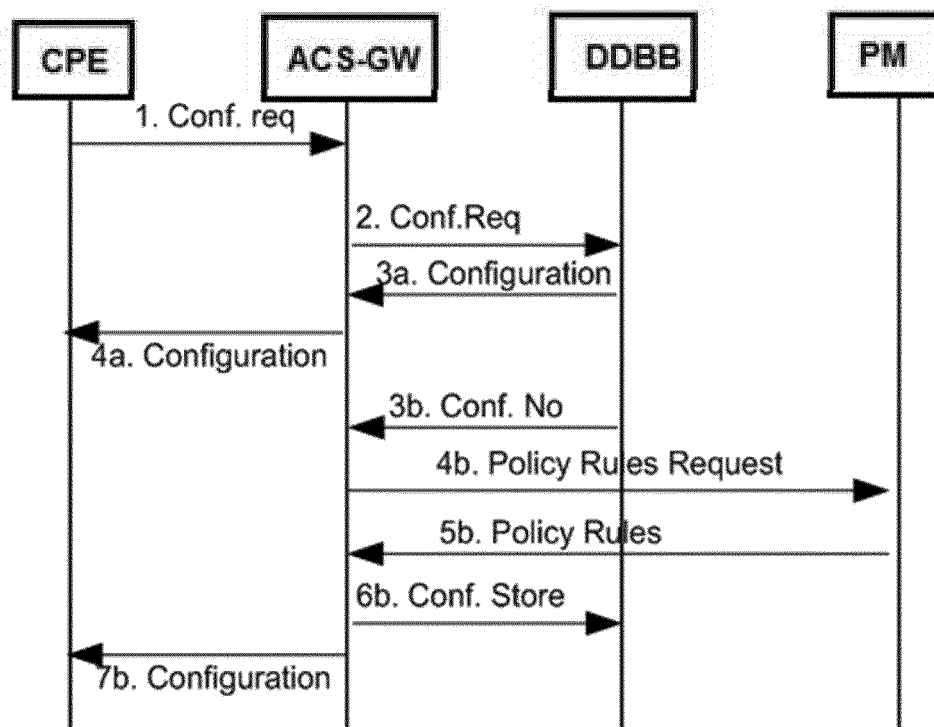 CPE
ACS-GW
DDBB
PM
1. Conf. req
2. Conf.Req
3a. Configuration
4a. Configuration
3b. Conf. No
4b. Policy Rules Request
5b. Policy Rules
6b. Conf. Store
7b. Configuration